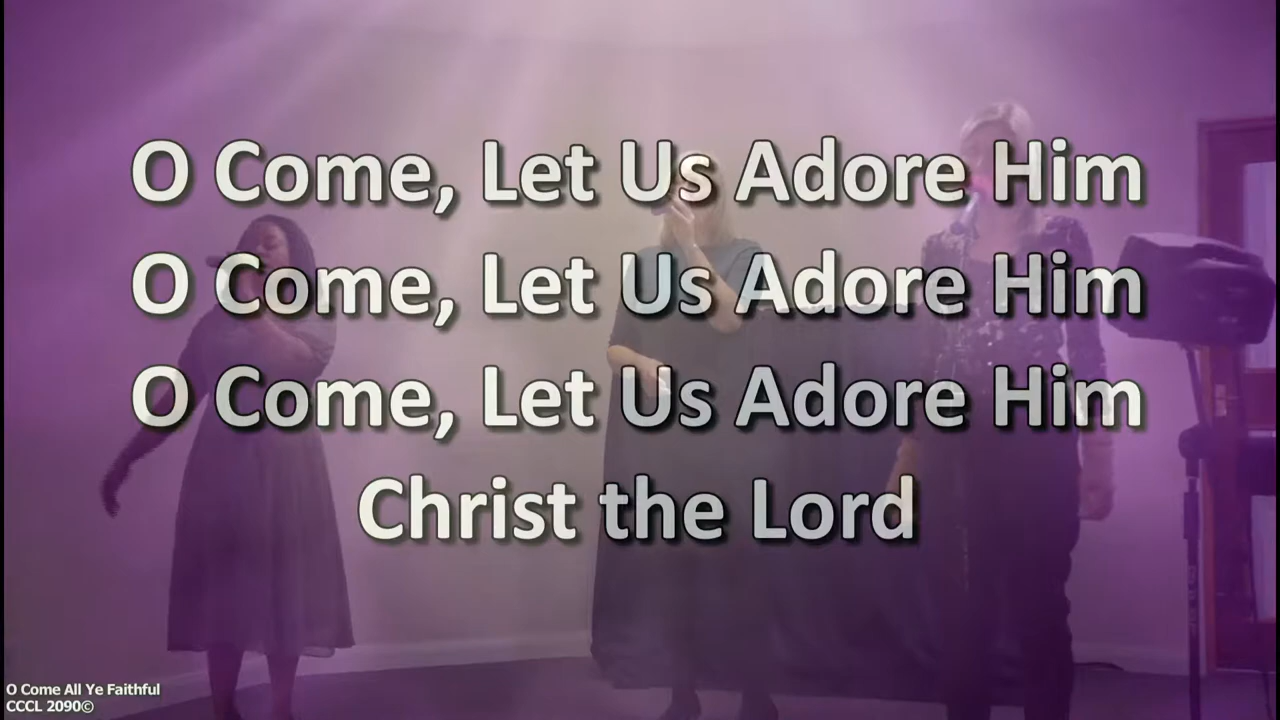 O Come, Let Us Adore Him
O Come, Let Us Adore Him
O Come, Let Us Adore Him
Christ the Lord
O Come All Ye Faithful
CCCL 2090©